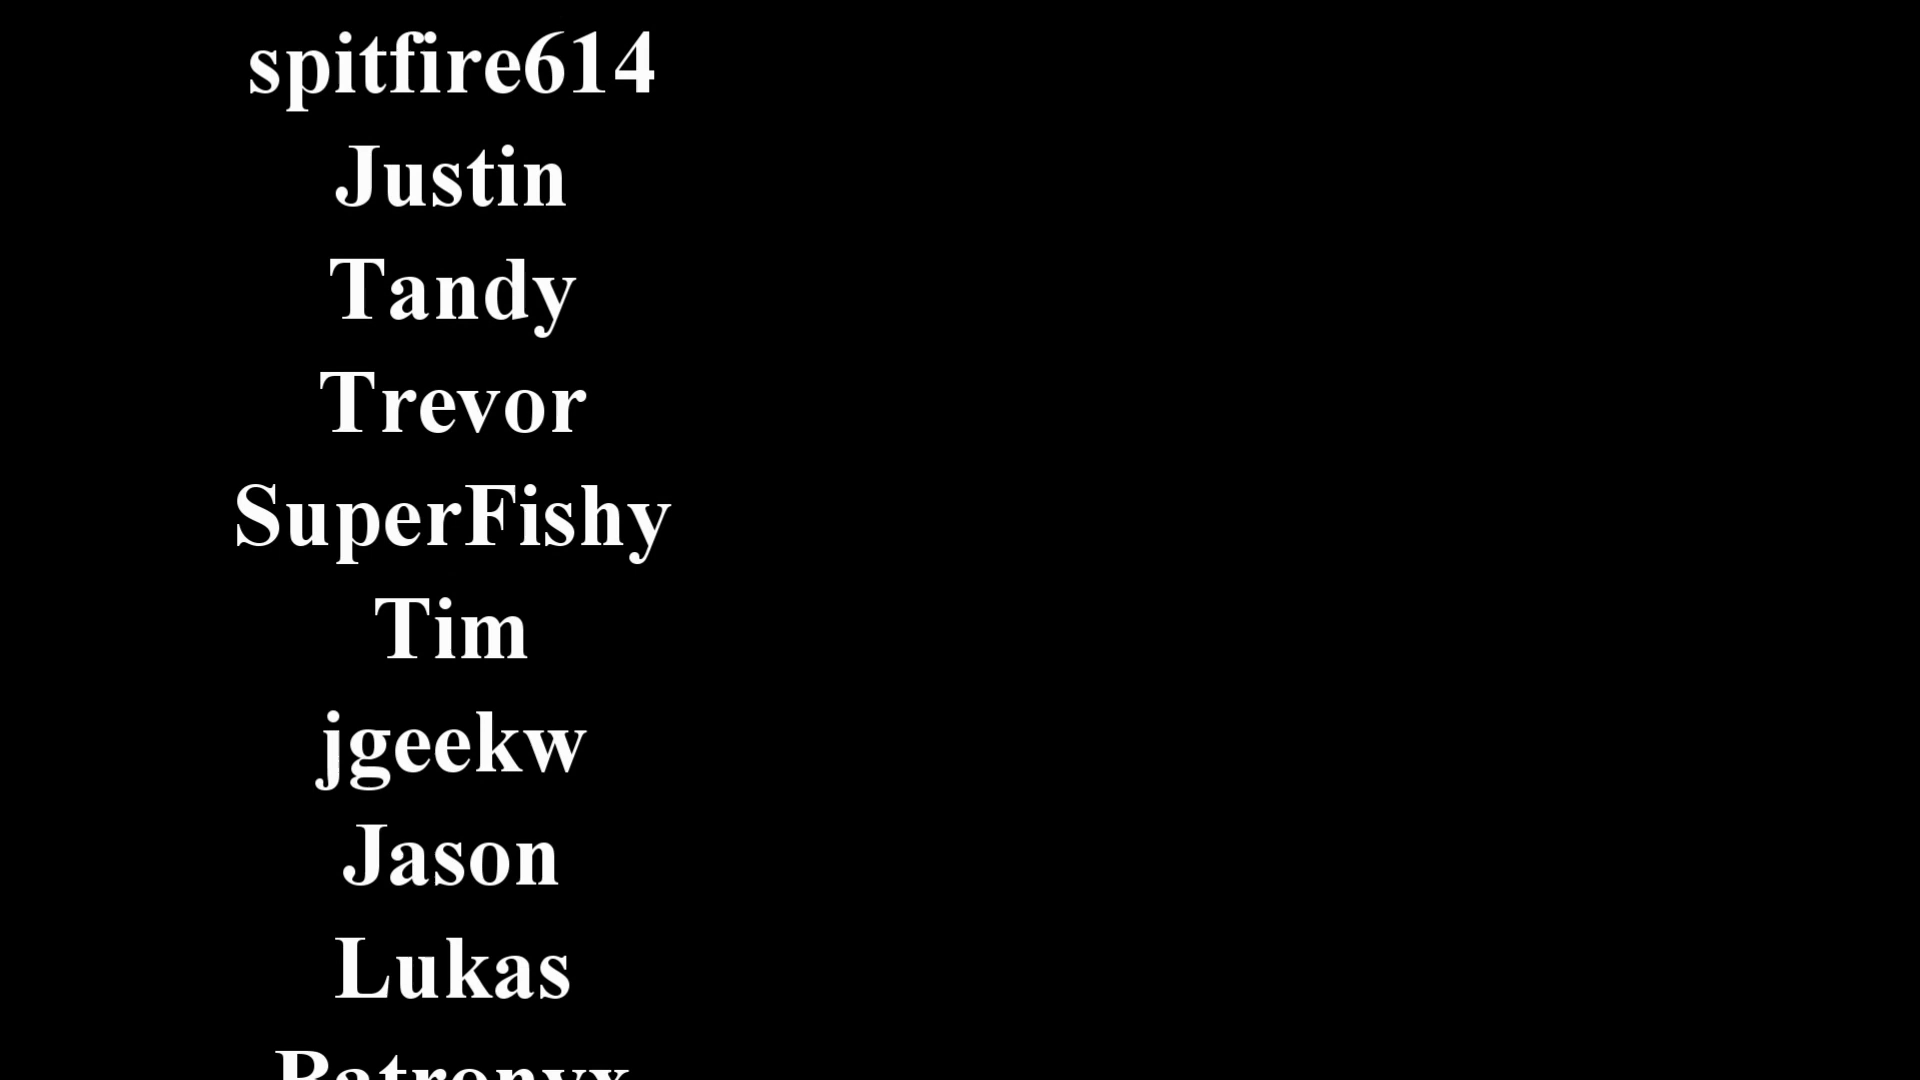 spitfire614
Justin
Tandy
Trevor
SuperFishy
Tim
jgeekw
Jason
Lukas